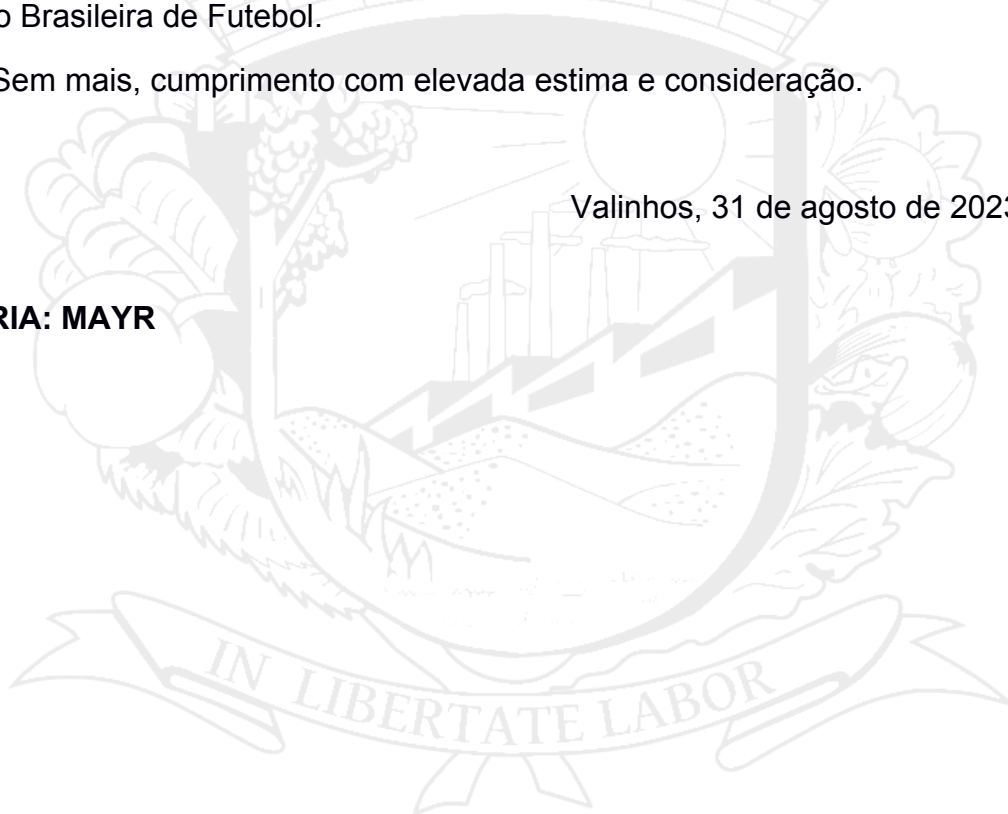 o Brasileira de Futebol.
Sem mais, cumprimento com elevada estima e consideração.
Valinhos, 31 de agosto de 2023
RIA: MAYR
IN LIBERTATE LABOR